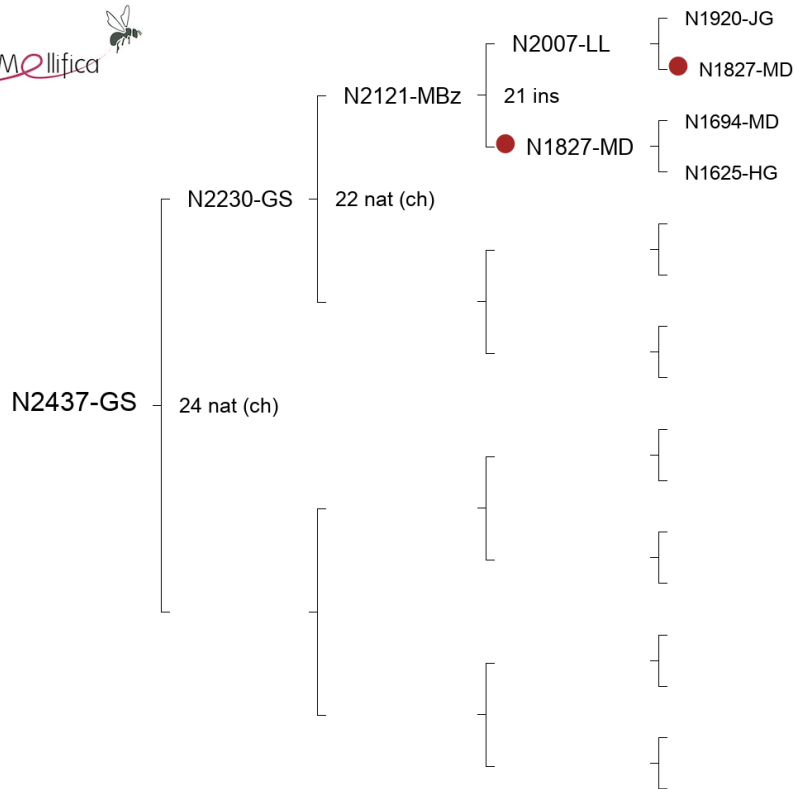 Mellifica
N1920-JG
N2007-LL
N1827-MD
N2121-MBz
21 ins
N1694-MD
N1827-MD
N1625-HG
N2230-GS
22 nat (ch)
N2437-GS
24 nat (ch)